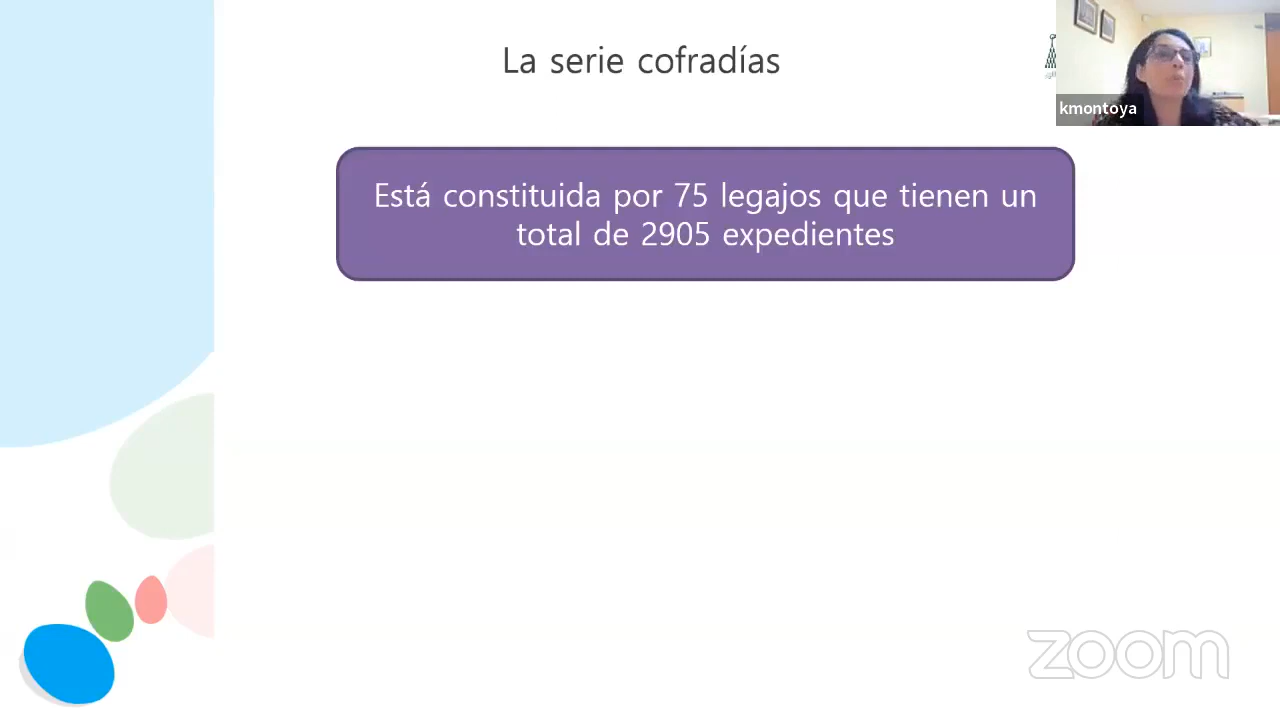 La serie cofradías
kmontoya
Está constituida por 75 legajos que tienen un
total de 2905 expedientes
zoom